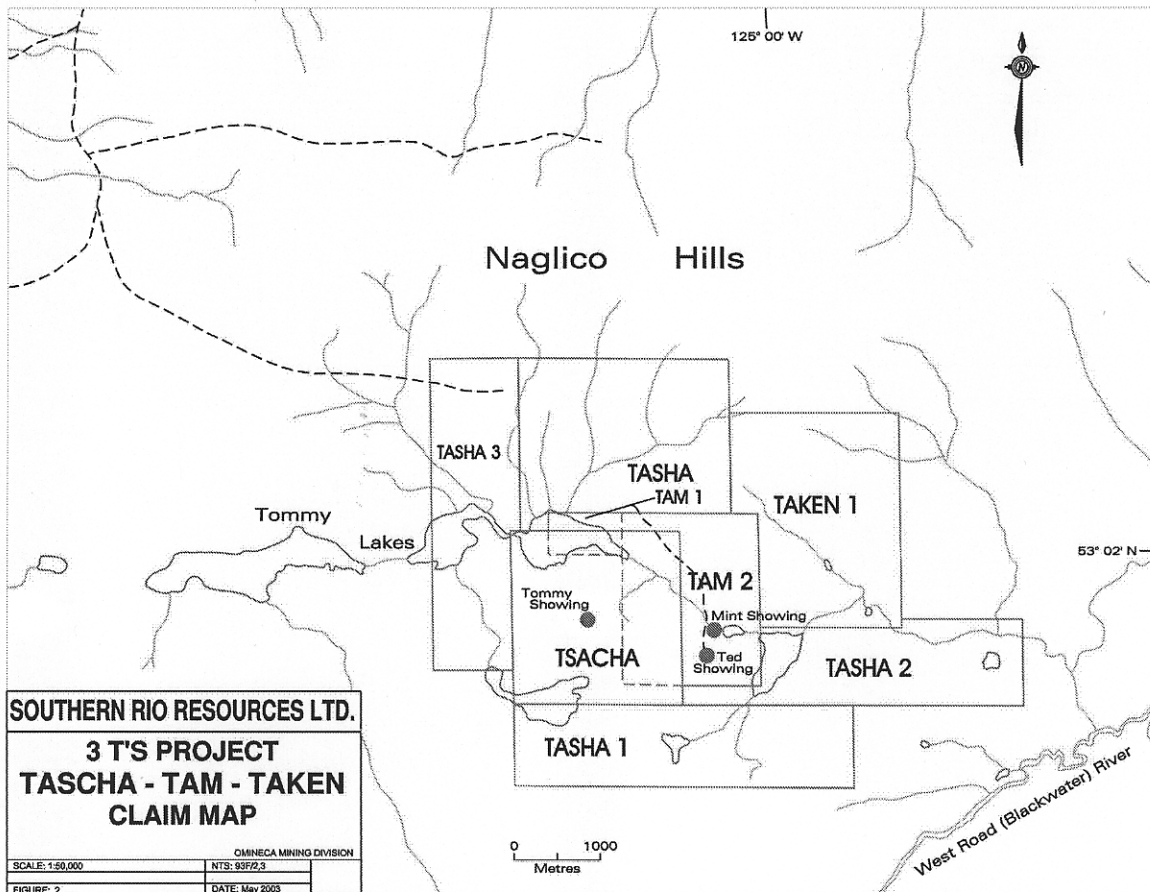 125° 00' W
N
Naglico Hills
TASHA 3
TASHA
TAM 1
TAKEN 1
Tommy
Lakes
53° 02' N
TAM 2
Tommy
Showing
Mint Showing
TSACHA
Ted
Showing
TASHA 2
TASHA 1
West Road (Blackwater) River
0 1000
Metres
SOUTHERN RIO RESOURCES LTD.
3 T'S PROJECT
TASCHA - TAM - TAKEN
CLAIM MAP
OMINECA MINING DIVISION
SCALE: 1:50,000 NTS: 93F/2,3
FIGURE: 2 DATE: May 2003